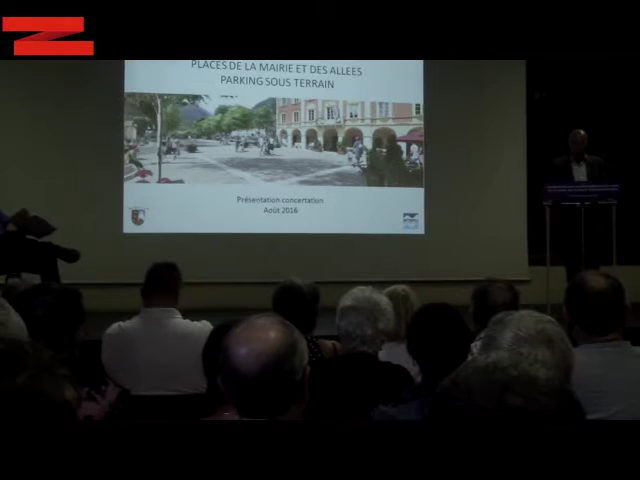 PLACES DE LA MAIRIE ET DES ALLEES
PARKING SOUS TERRAIN
Présentation concertation
Août 2016